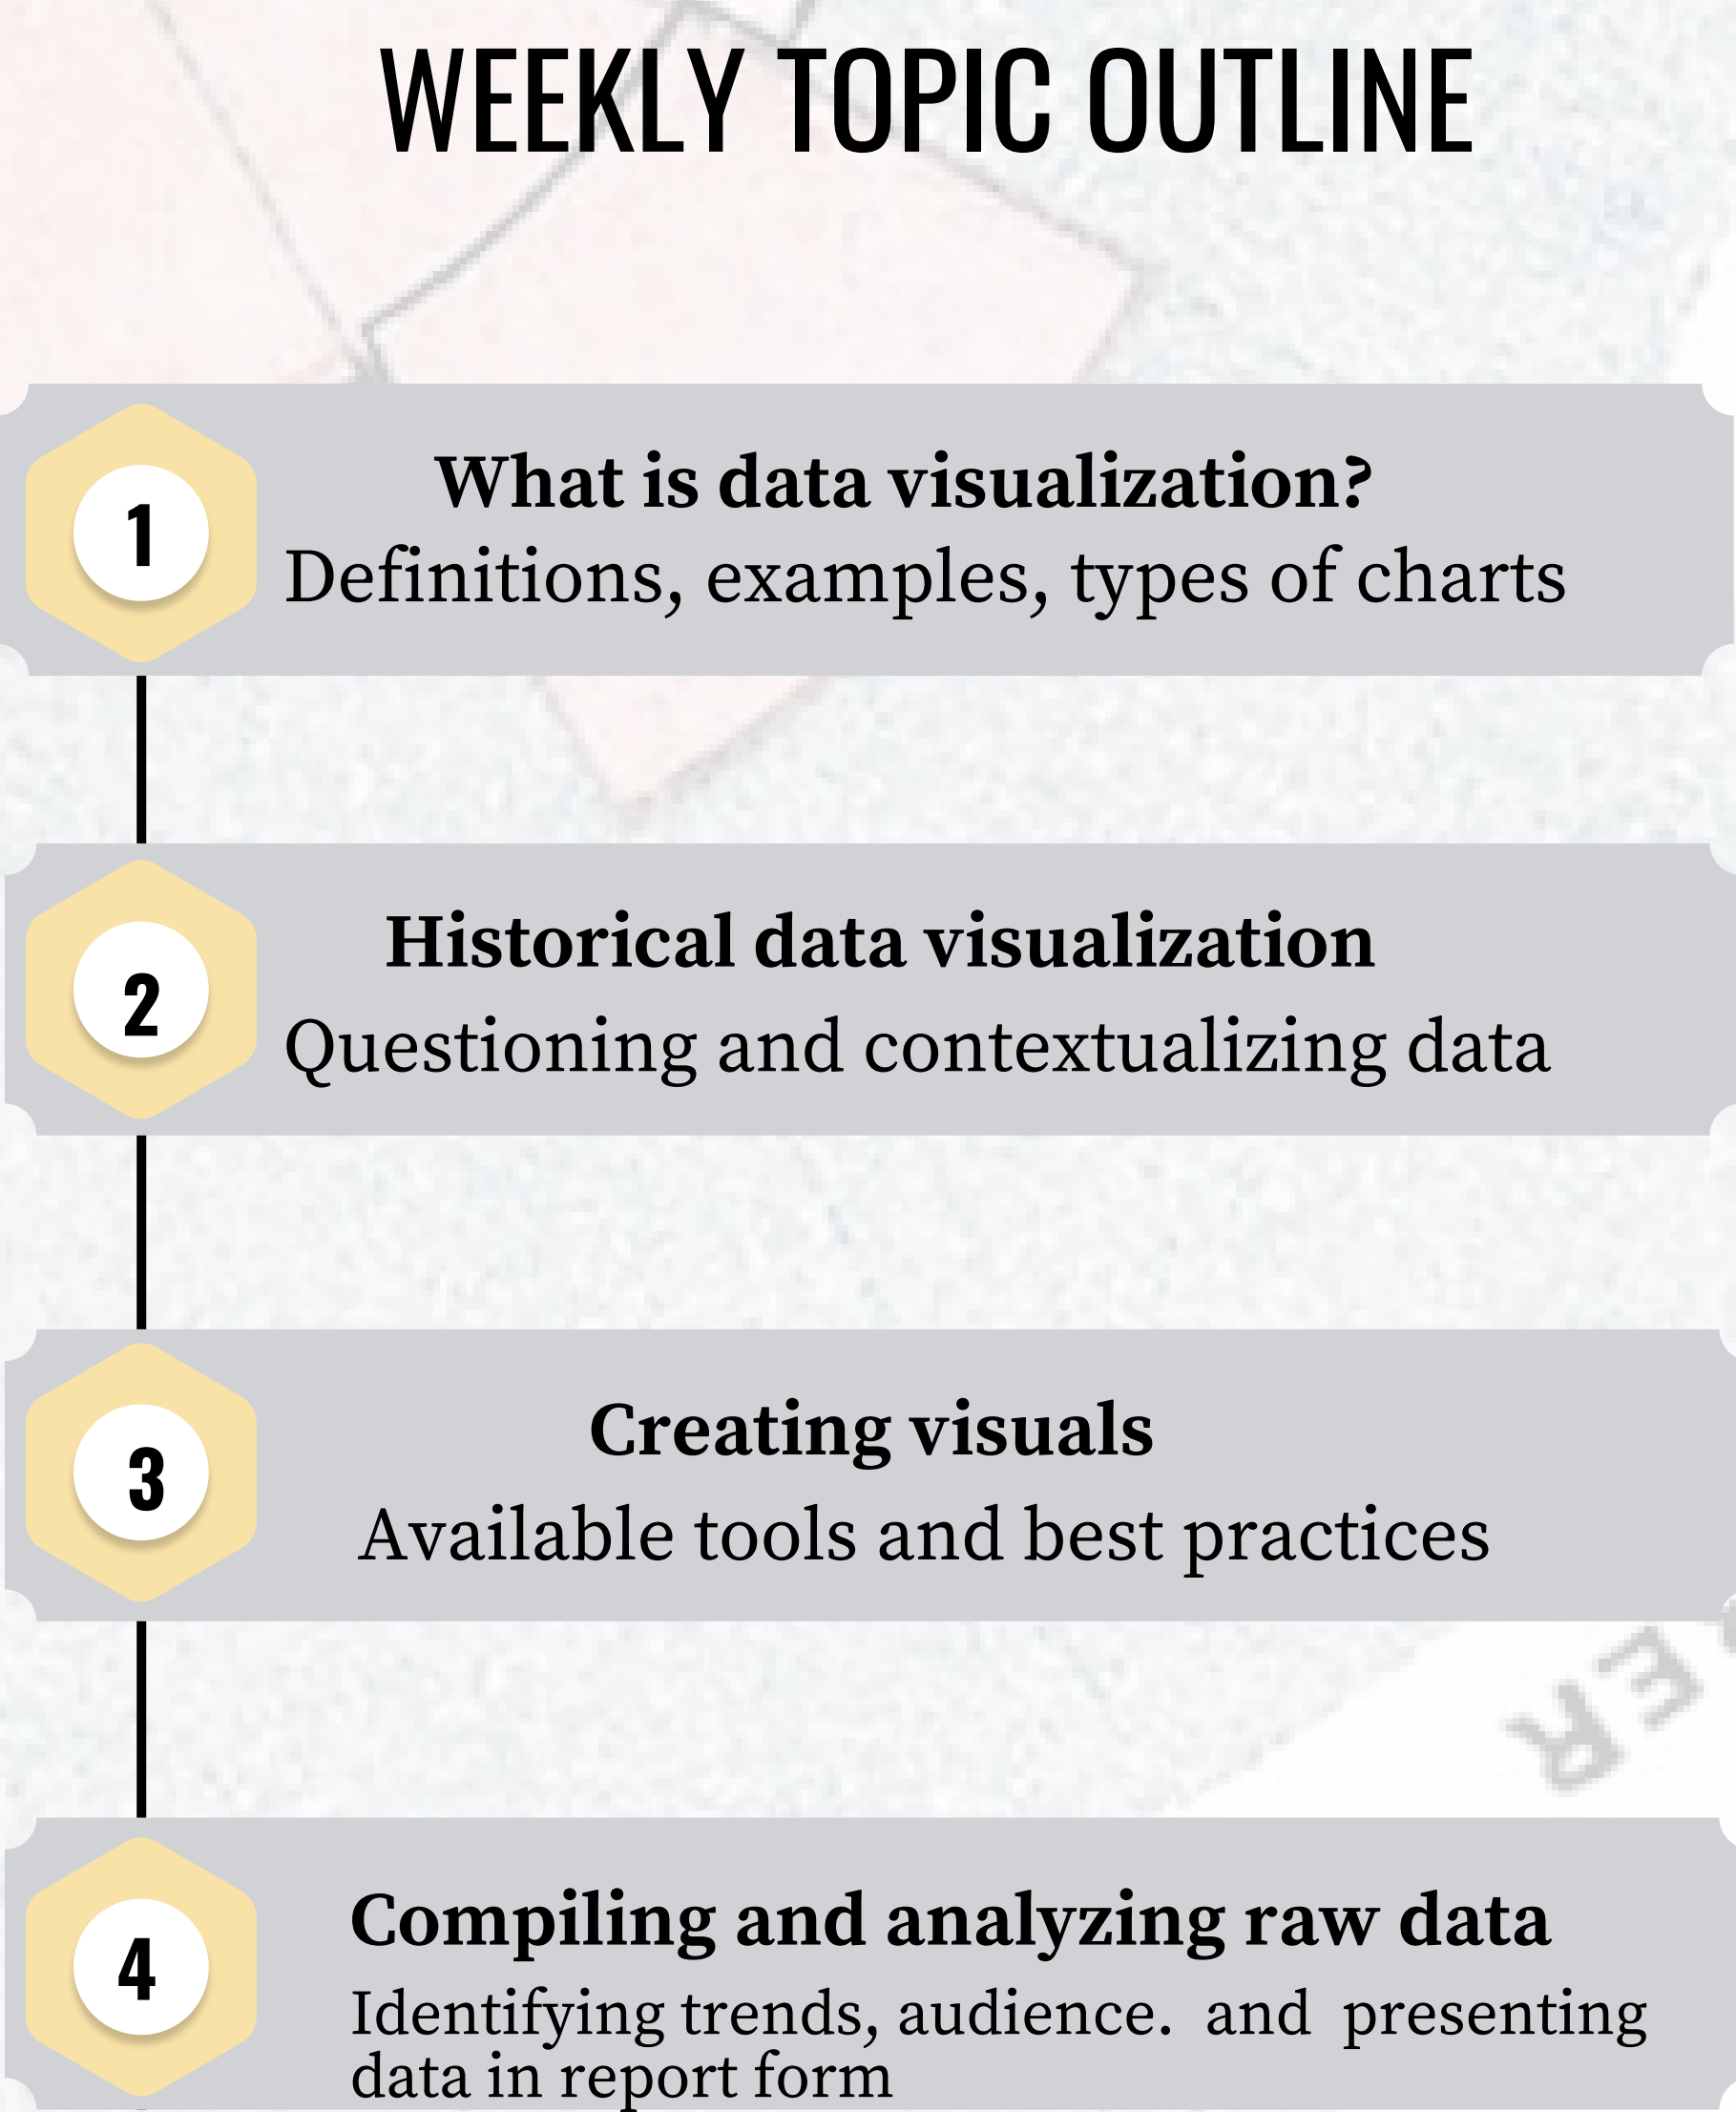 WEEKLY TOPIC OUTLINE
1
What is data visualization?
Definitions, examples, types of charts
2
Historical data visualization
Questioning and contextualizing data
3
Creating visuals
Available tools and best practices
ER
4
Compiling and analyzing raw data
Identifying trends, audience.  and  presenting
data in report form